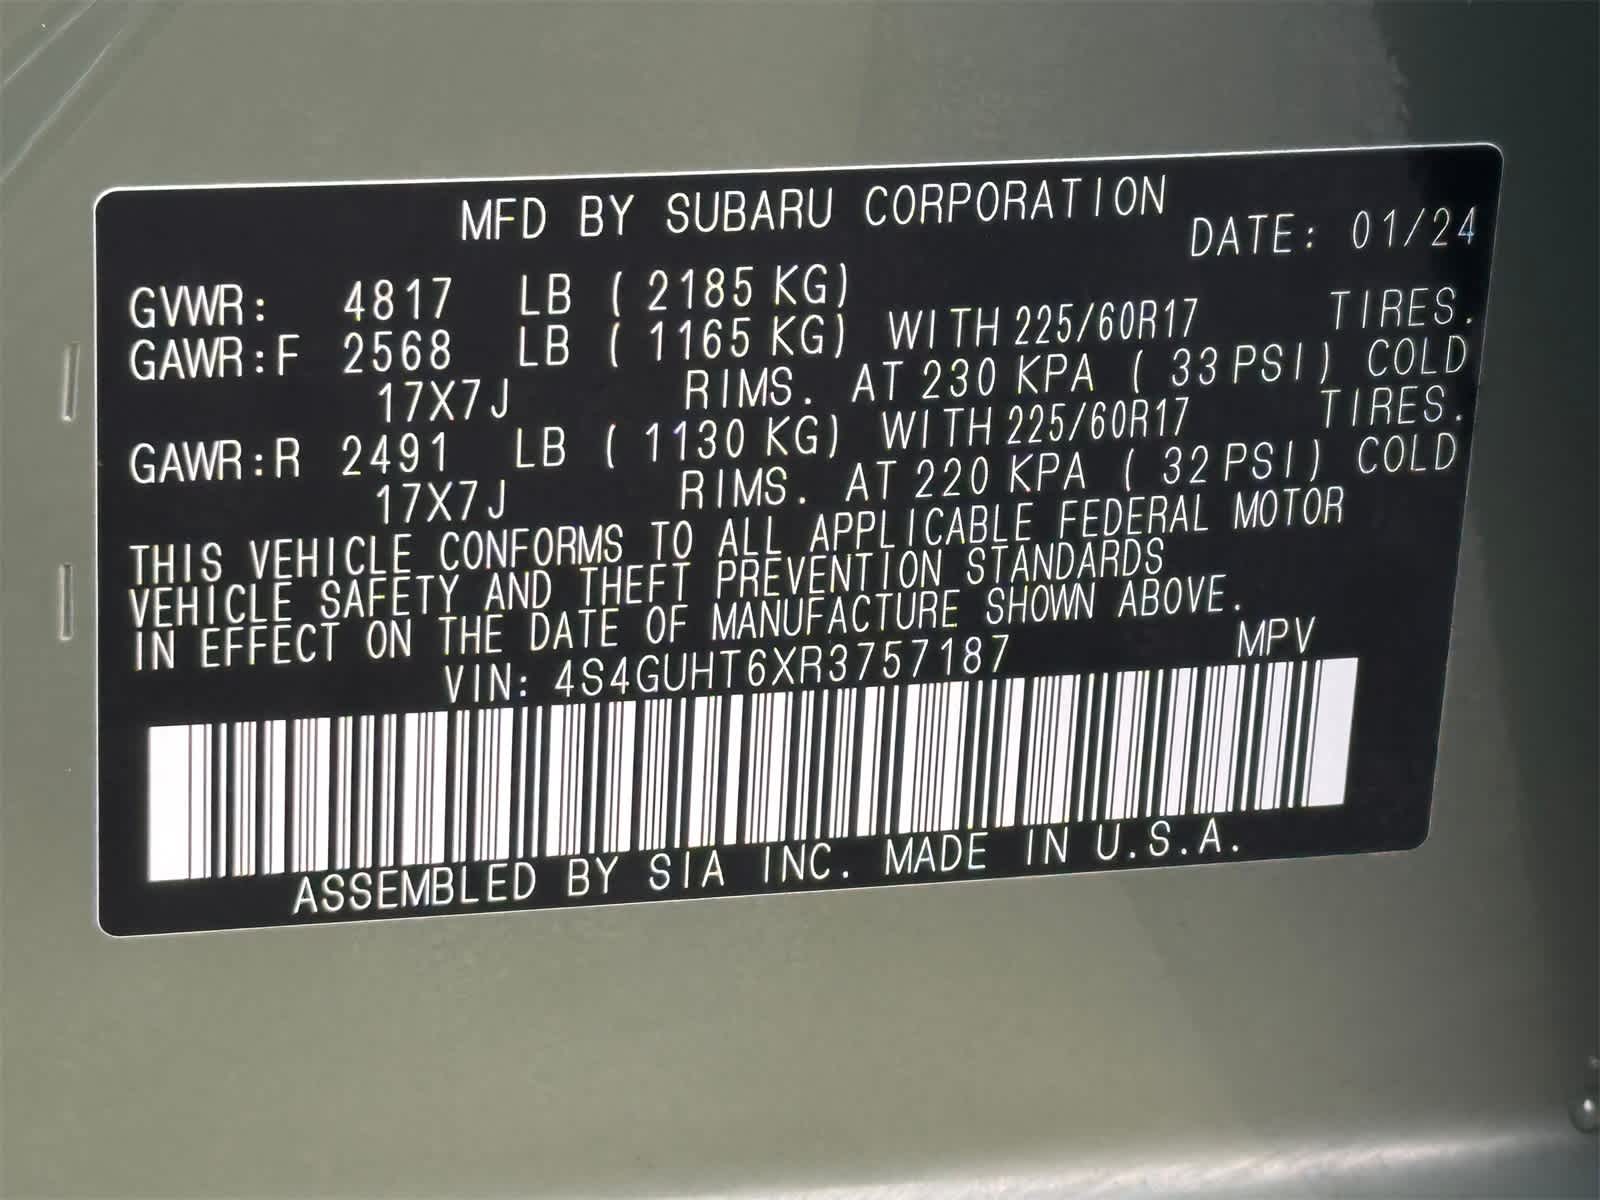 MFD BY SUBARU CORPORATION DATE: 01/24
GVWR: 4817 LB ( 2185 KG)
GAWR:F 2568 LB ( 1165 KG) WITH 225/60R17 TIRES.
17X7J RIMS. AT 230 KPA ( 33 PSI) COLD
GAWR:R 2491 LB ( 1130 KG) WITH 225/60R17 TIRES.
17X7J RIMS. AT 220 KPA ( 32 PSI) COLD
THIS VEHICLE CONFORMS TO ALL APPLICABLE FEDERAL MOTOR
VEHICLE SAFETY AND THEFT PREVENTION STANDARDS
IN EFFECT ON THE DATE OF MANUFACTURE SHOWN ABOVE.
VIN: 4S4GUHT6XR3757187 MPV
ASSEMBLED BY SIA INC. MADE IN U.S.A.